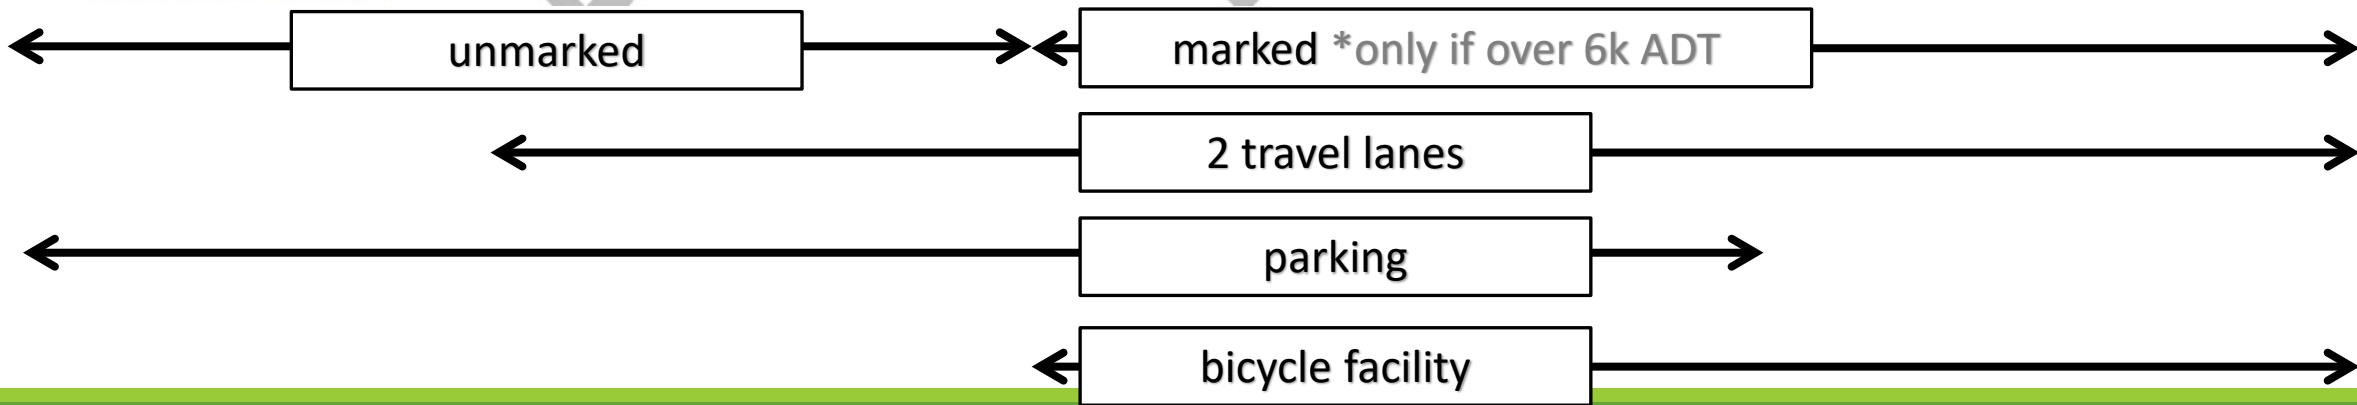 unmarked
marked *only if over 6k ADT
2 travel lanes
parking
bicycle facility